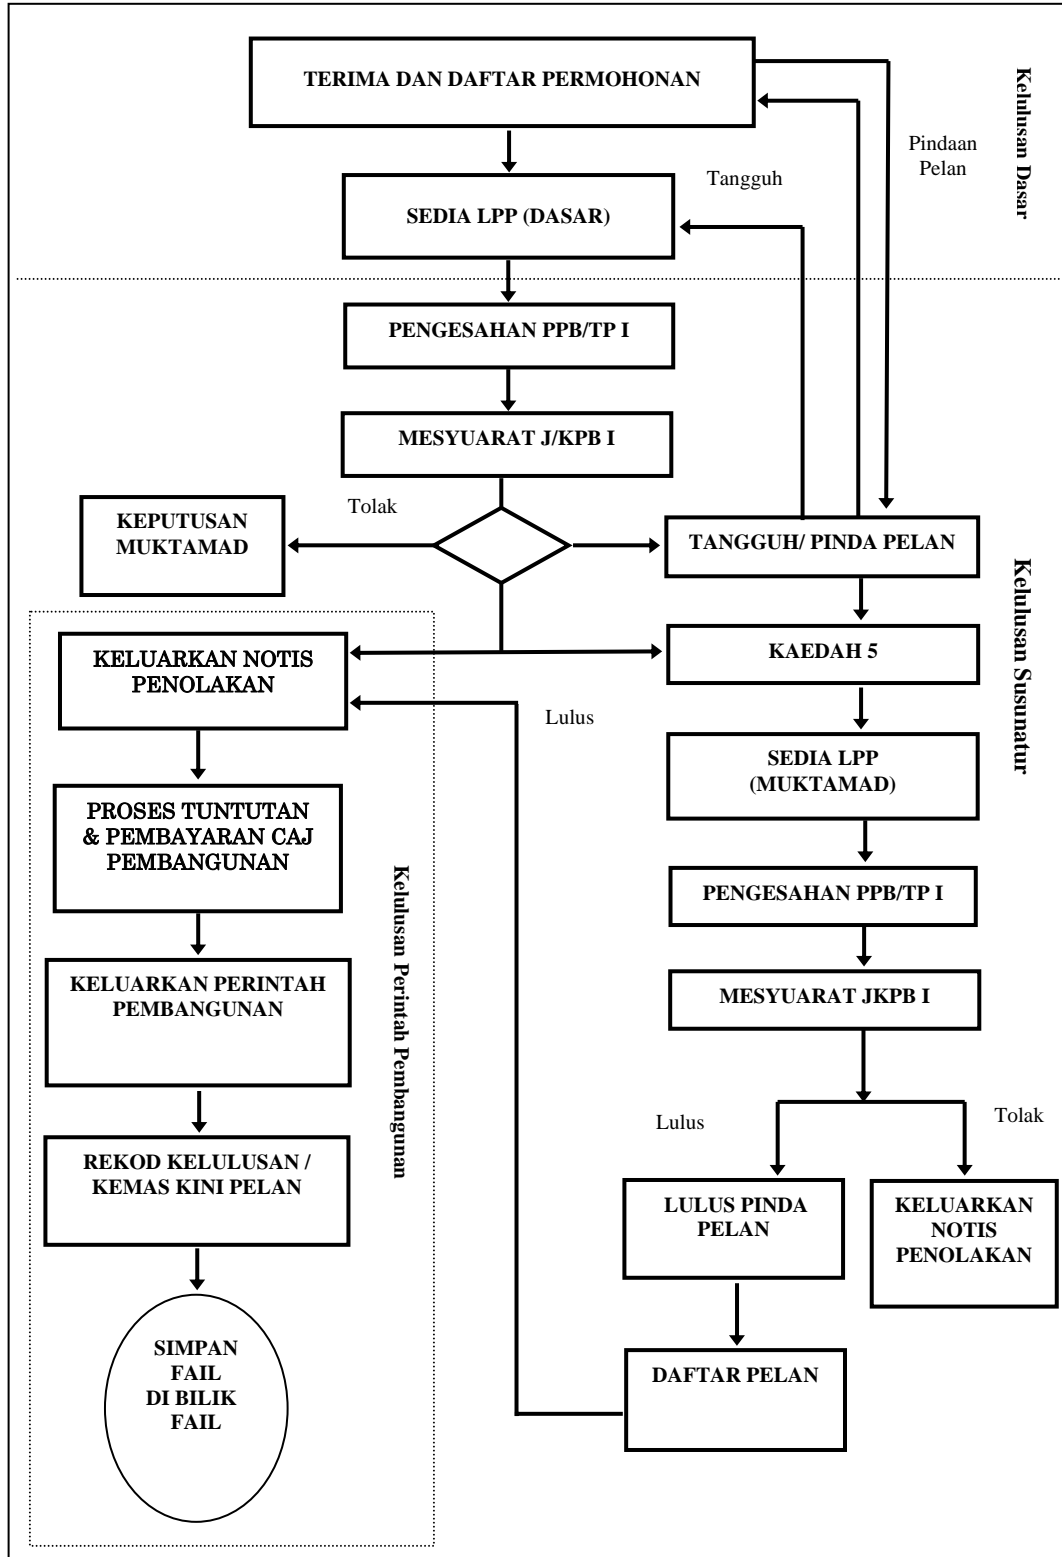 TERIMA DAN DAFTAR PERMOHONAN
Kelulusan Dasar
Pindaan
Pelan
Tangguh
SEDIA LPP (DASAR)
PENGESAHAN PPB/TP I
MESYUARAT J/KPB I
Tolak
KEPUTUSAN
MUKTAMAD
TANGGUH/ PINDA PELAN
Kelulusan Susunatur
KELUARKAN NOTIS
PENOLAKAN
KAEDAH 5
Lulus
SEDIA LPP
(MUKTAMAD)
PROSES TUNTUTAN
& PEMBAYARAN CAJ
PEMBANGUNAN
Kelulusan Perintah Pembangunan
PENGESAHAN PPB/TP I
KELUARKAN PERINTAH
PEMBANGUNAN
MESYUARAT JKPB I
Lulus
Tolak
REKOD KELULUSAN /
KEMAS KINI PELAN
LULUS PINDA
PELAN
KELUARKAN
NOTIS
PENOLAKAN
SIMPAN
FAIL
DI BILIK
FAIL
DAFTAR PELAN